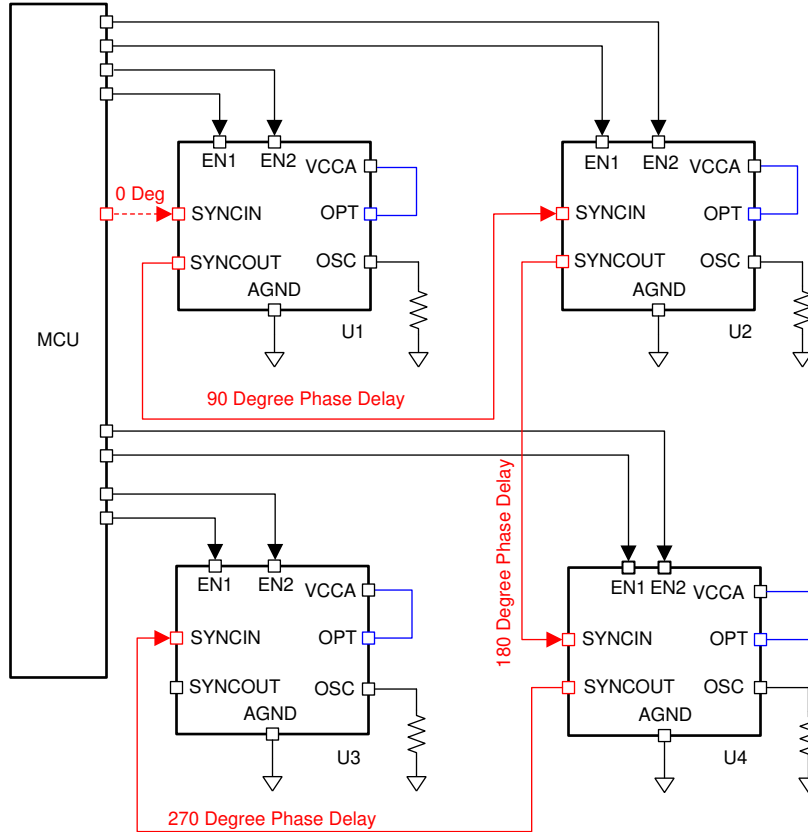 EN1
EN2
VCCA
0 Deg
SYNCIN
OPT
SYNCOUT
OSC
AGND
U1
EN1
EN2
VCCA
SYNCIN
OPT
SYNCOUT
OSC
AGND
U2
MCU
90 Degree Phase Delay
180 Degree Phase Delay
EN1
EN2
VCCA
SYNCIN
OPT
SYNCOUT
OSC
AGND
U3
EN1
EN2
VCCA
SYNCIN
OPT
SYNCOUT
OSC
AGND
U4
270 Degree Phase Delay